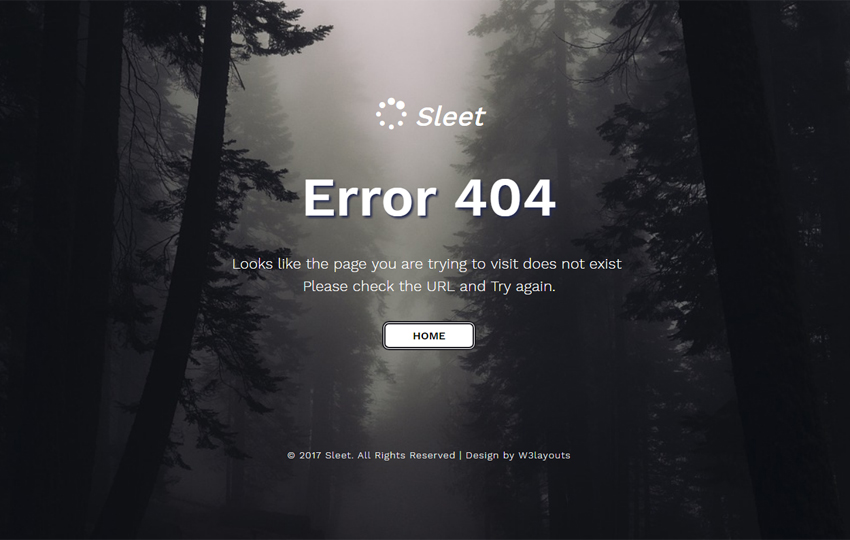 Sleet
Error 404
Looks like the page you are trying to visit does not exist
Please check the URL and Try again.
HOME
© 2017 Sleet. All Rights Reserved | Design by W3layouts